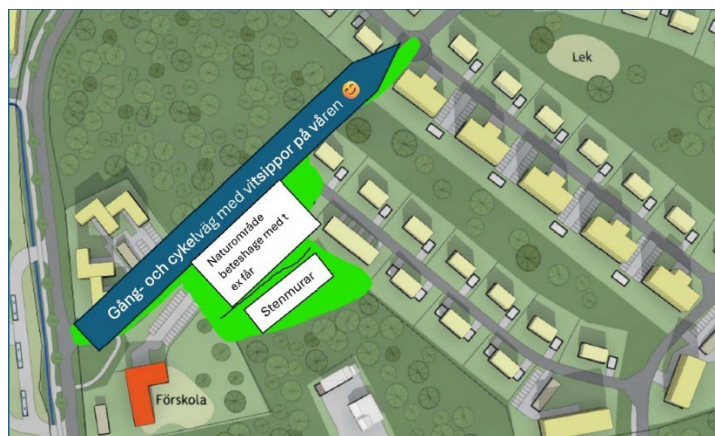 Lek
Gång- och cykelväg med vitsippor på våren 😊
Naturområde
beteshage med t
ex får
Stenmurar
Förskola